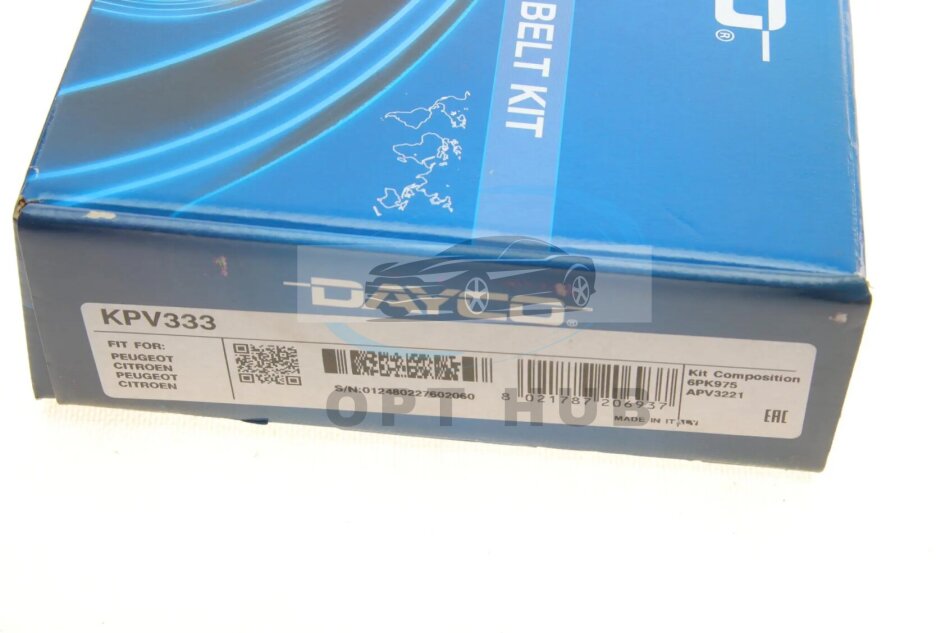 BELT KIT
®
DAYCO®
KPV333
FIT FOR:
PEUGEOT
CITROEN
PEUGEOT
CITROEN
S/N:012480227602060
8 021787 206937
MADE IN ITALY
Kit Composition
6PK975
APV3221
EAC
OPT HUB